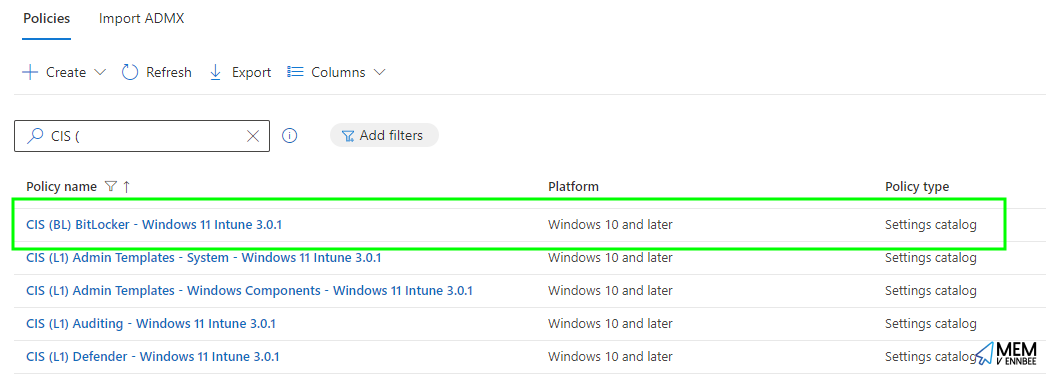 Policies Import ADMX
Create Refresh Export Columns
CIS ( Add filters
Policy name Platform Policy type
CIS (BL) BitLocker - Windows 11 Intune 3.0.1 Windows 10 and later Settings catalog
CIS (L1) Admin Templates - System - Windows 11 Intune 3.0.1 Windows 10 and later Settings catalog
CIS (L1) Admin Templates - Windows Components - Windows 11 Intune 3.0.1 Windows 10 and later Settings catalog
CIS (L1) Auditing - Windows 11 Intune 3.0.1 Windows 10 and later Settings catalog
CIS (L1) Defender - Windows 11 Intune 3.0.1 Windows 10 and later Settings catalog
MEM
V ENNBEE